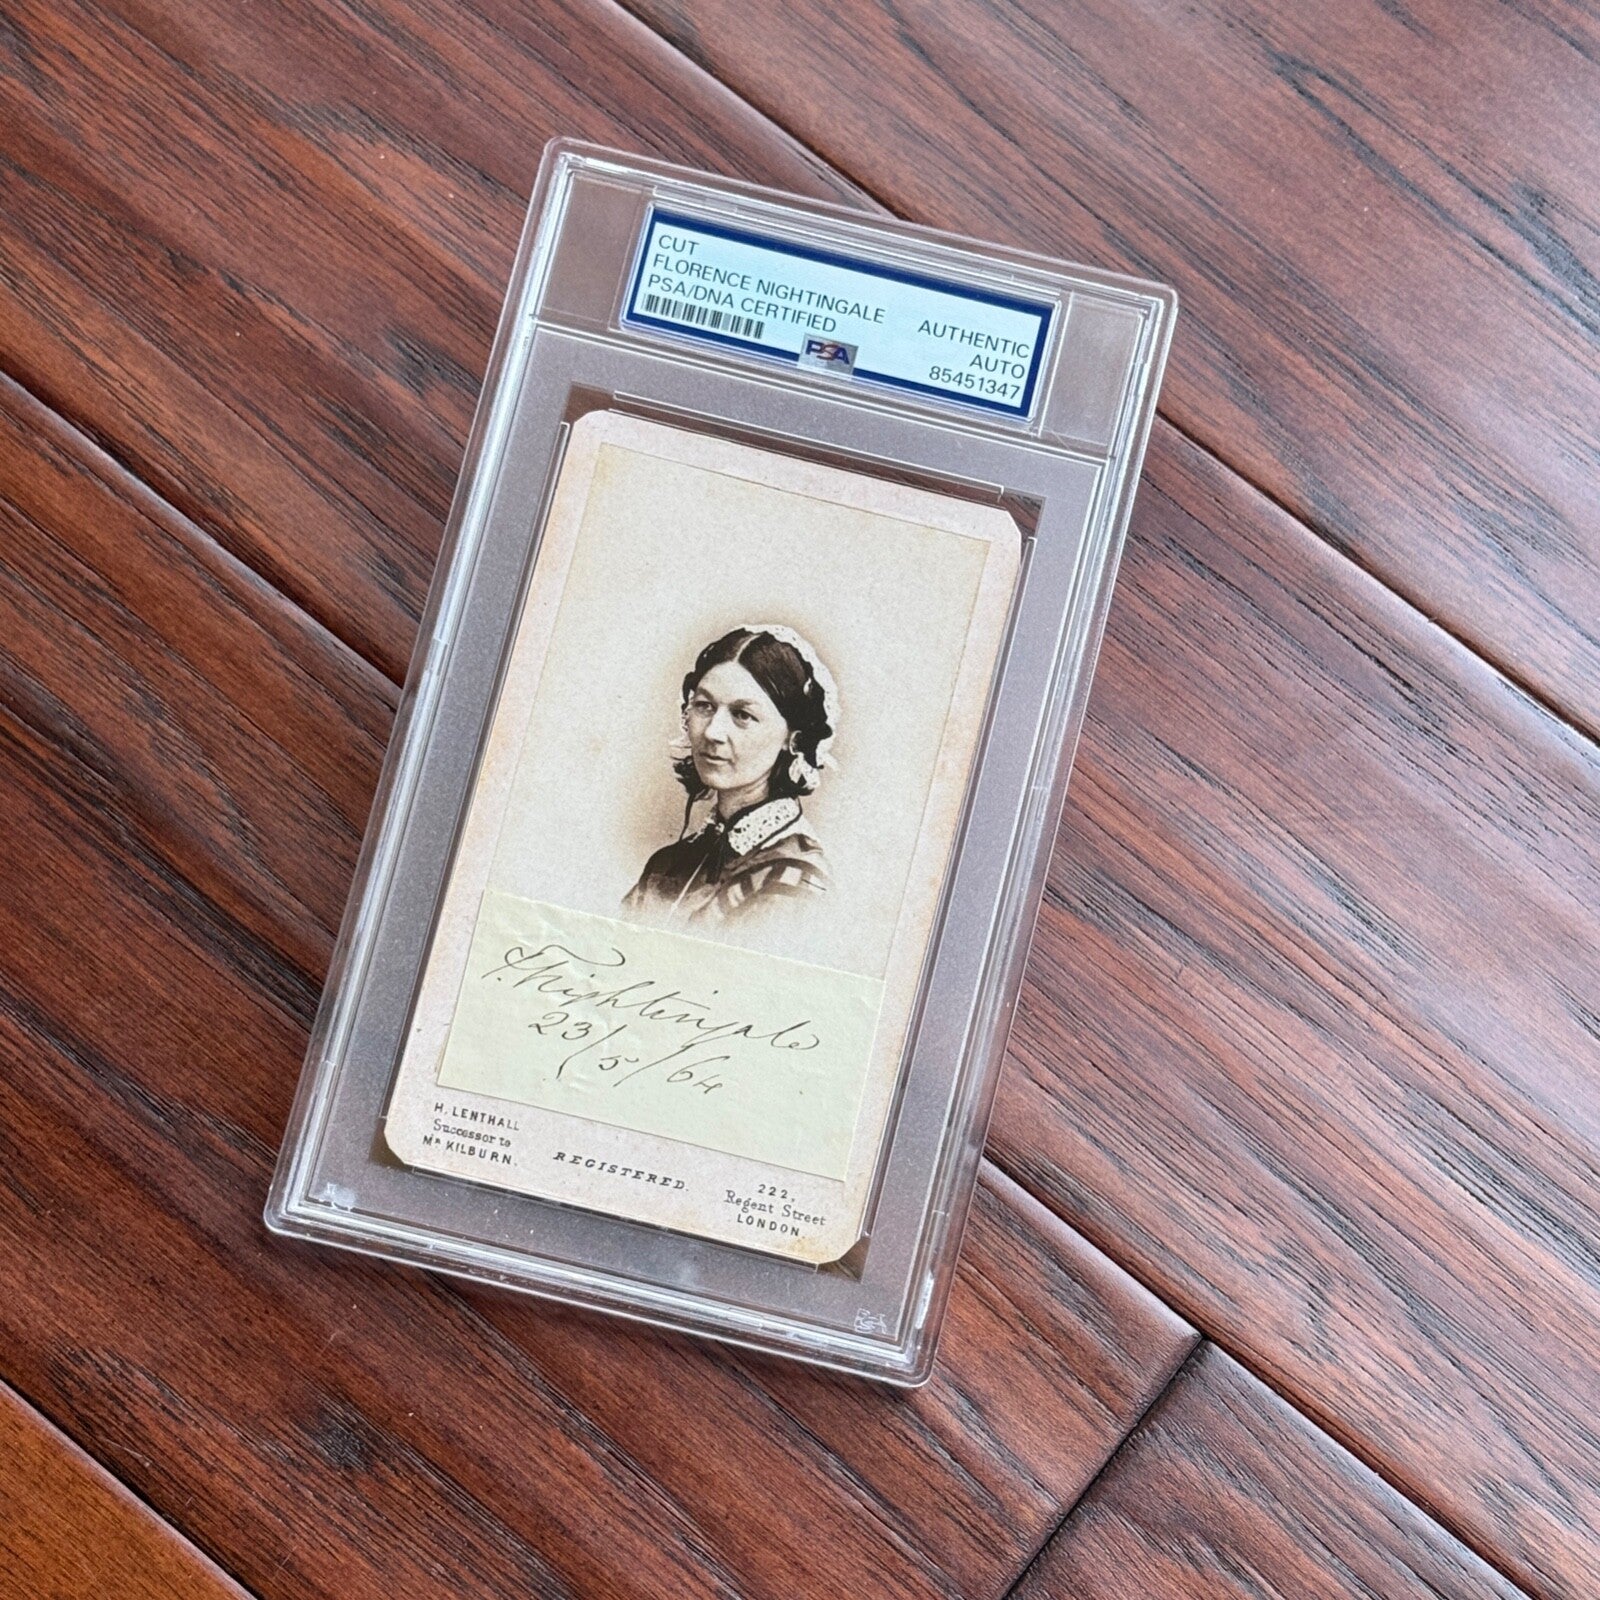 CUT
FLORENCE NIGHTINGALE
PSA/DNA CERTIFIED
AUTHENTIC
AUTO
85451347
PSA
F. Nightingale
23/5/64
H. LENTHALL
Successor to
MR KILBURN.
REGISTERED.
222,
Regent Street
LONDON.